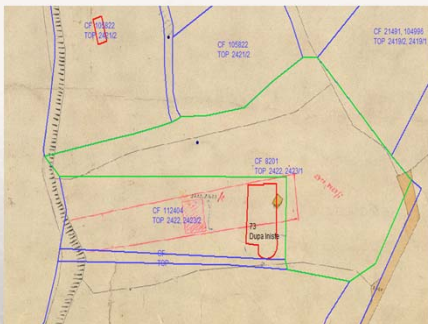 CF 105822
TOP 2421/2
CF 105822
TOP 2421/2
CF 21491, 104998
TOP 2419/2, 2419/1
CF 8201
TOP 2422, 2423/1
CF 112404
TOP 2422, 2423/2
73
Dupa Iniste
CF
TOP